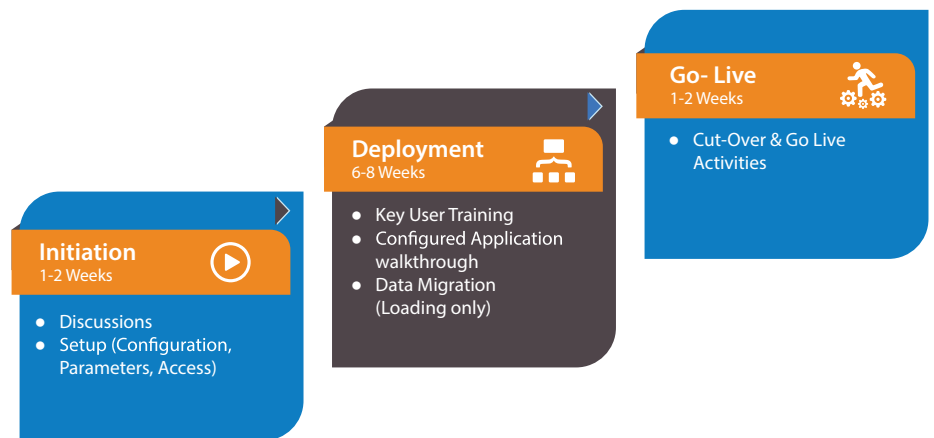 Initiation
1-2 Weeks
● Discussions
● Setup (Configuration,
Parameters, Access)
Deployment
6-8 Weeks
● Key User Training
● Configured Application
walkthrough
● Data Migration
(Loading only)
Go- Live
1-2 Weeks
● Cut-Over & Go Live
Activities